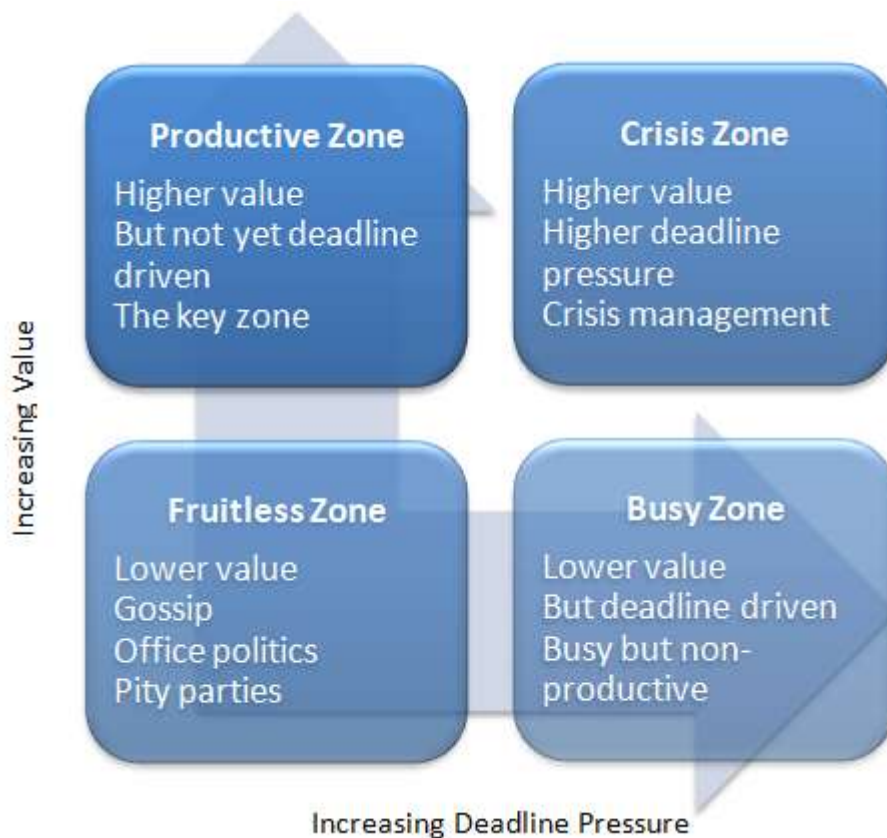 Productive Zone
Higher value
But not yet deadline
driven
The key zone
Crisis Zone
Higher value
Higher deadline
pressure
Crisis management
Increasing Value
Fruitless Zone
Lower value
Gossip
Office politics
Pity parties
Busy Zone
Lower value
But deadline driven
Busy but non-
productive
Increasing Deadline Pressure